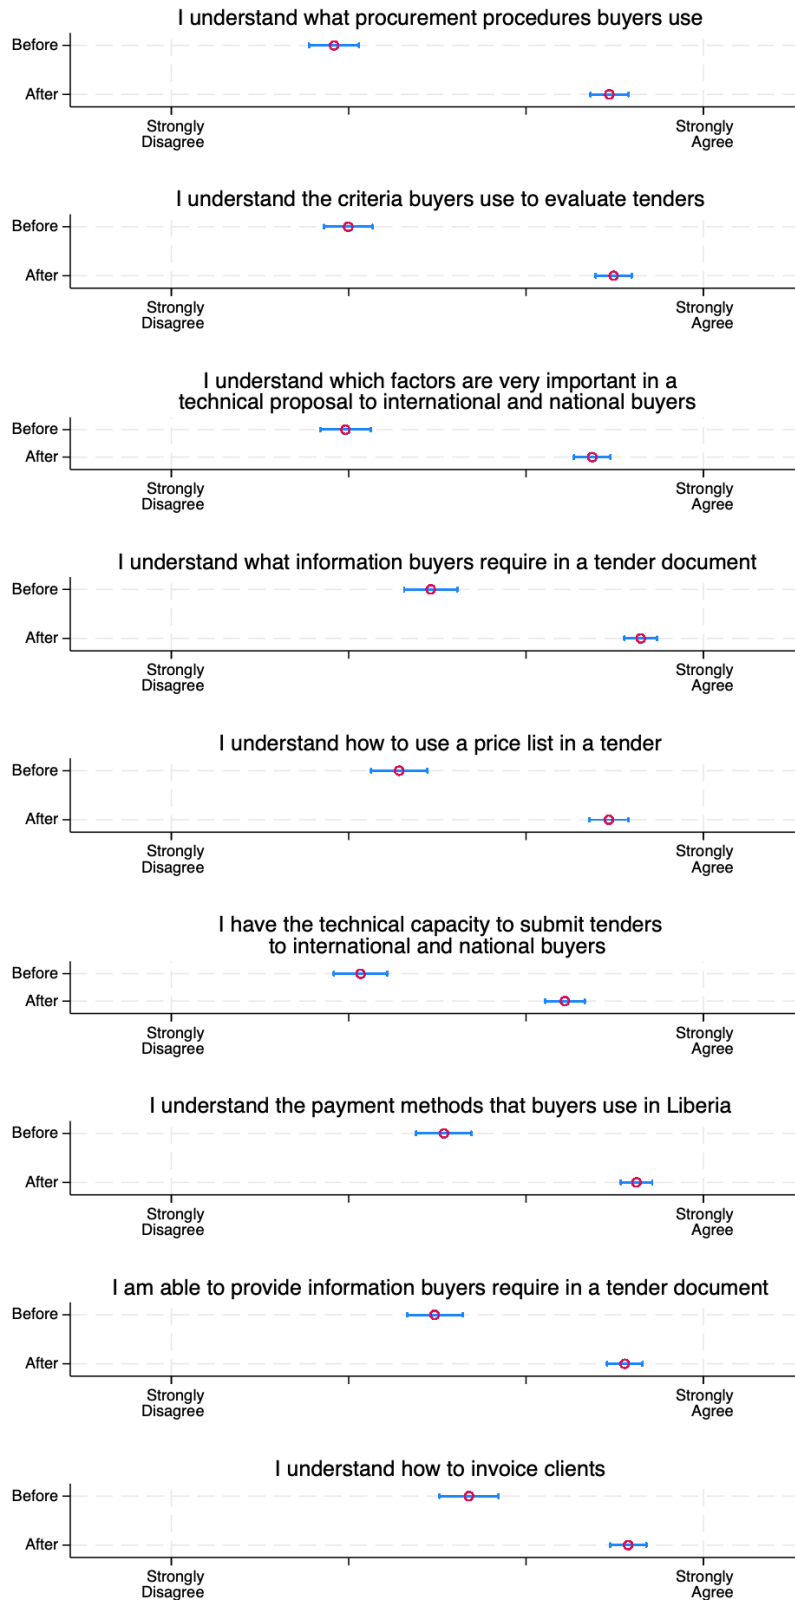 I understand what procurement procedures buyers use
Before
After
Strongly
Disagree
Strongly
Agree
I understand the criteria buyers use to evaluate tenders
Before
After
Strongly
Disagree
Strongly
Agree
I understand which factors are very important in a
technical proposal to international and national buyers
Before
After
Strongly
Disagree
Strongly
Agree
I understand what information buyers require in a tender document
Before
After
Strongly
Disagree
Strongly
Agree
I understand how to use a price list in a tender
Before
After
Strongly
Disagree
Strongly
Agree
I have the technical capacity to submit tenders
to international and national buyers
Before
After
Strongly
Disagree
Strongly
Agree
I understand the payment methods that buyers use in Liberia
Before
After
Strongly
Disagree
Strongly
Agree
I am able to provide information buyers require in a tender document
Before
After
Strongly
Disagree
Strongly
Agree
I understand how to invoice clients
Before
After
Strongly
Disagree
Strongly
Agree